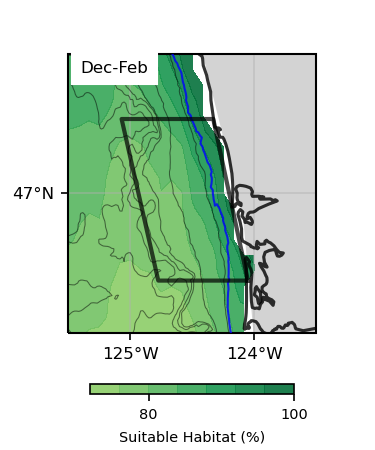 Dec-Feb
47°N
125°W 124°W
80 100
Suitable Habitat (%)